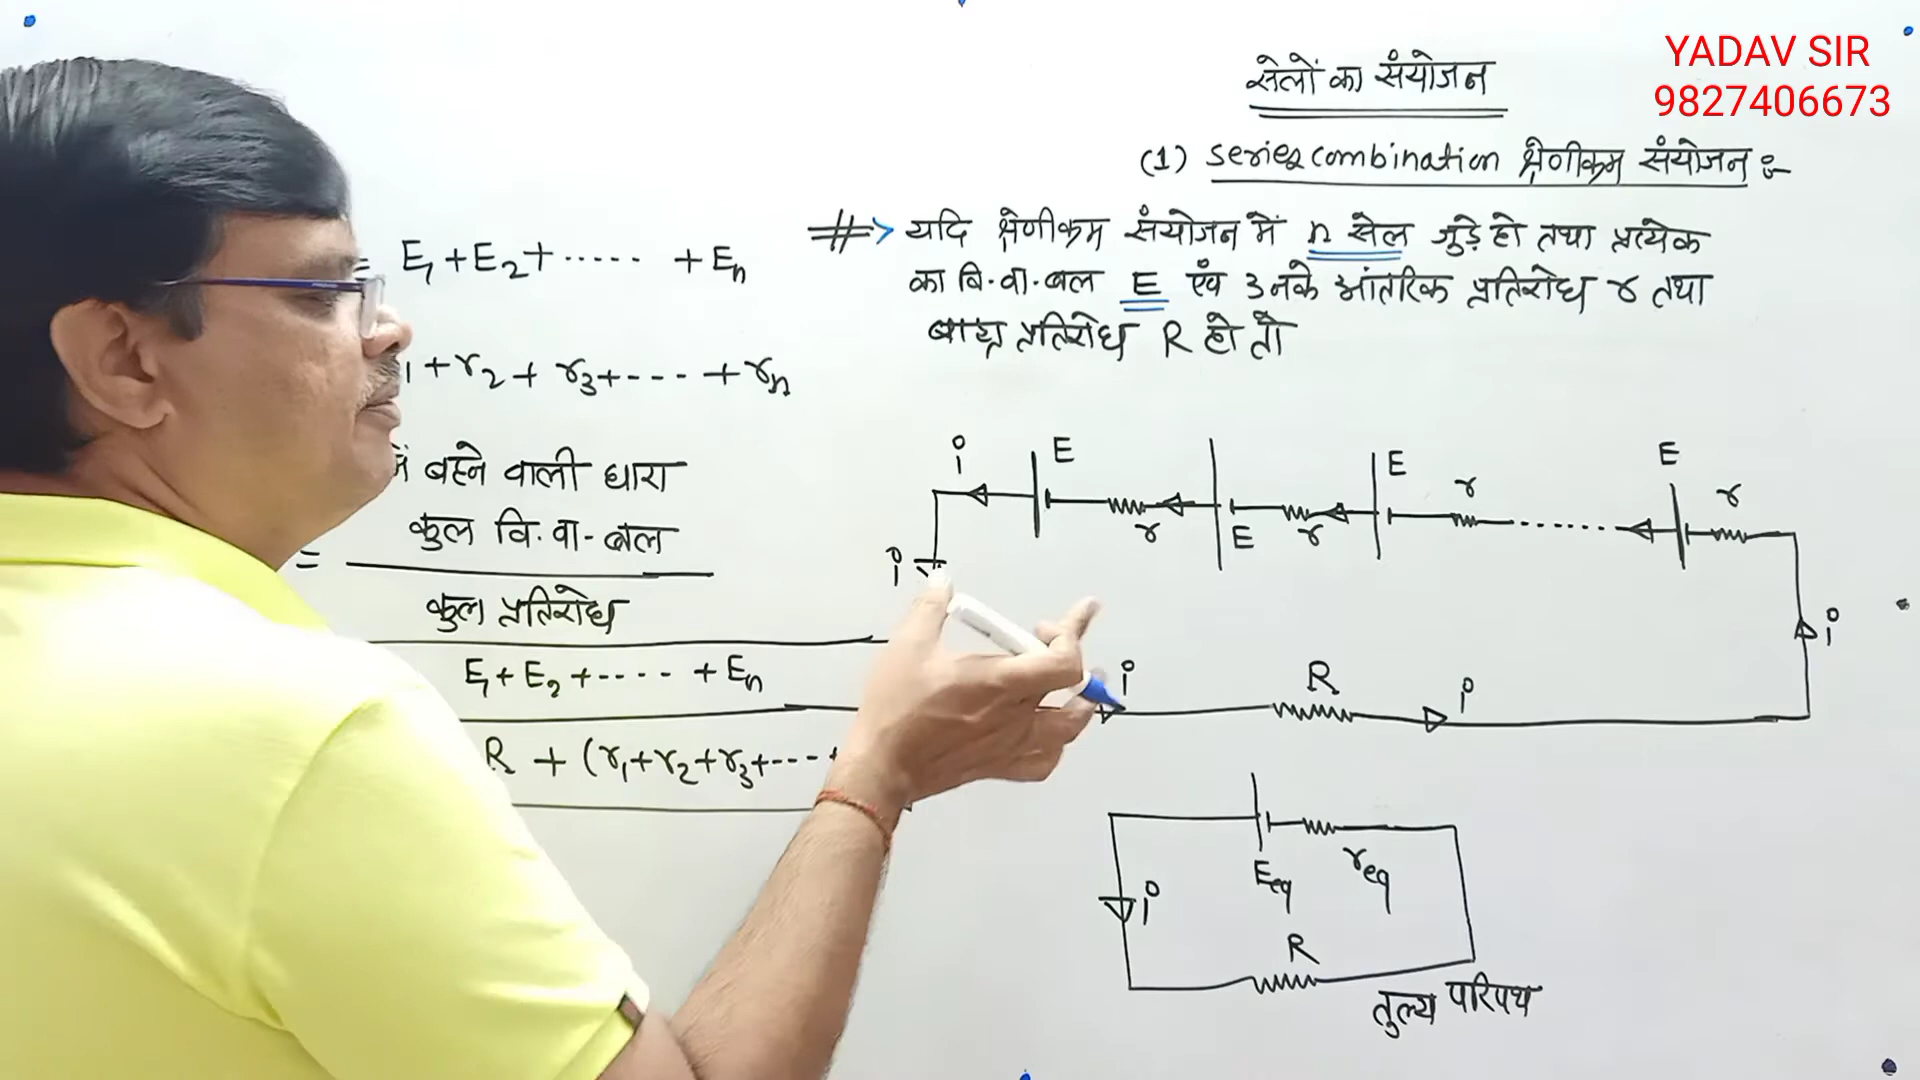 YADAV SIR
9827406673
सेलों का संयोजन
(1) Series combination श्रेणीक्रम संयोजन :-
यदि श्रेणीक्रम संयोजन में n सेल जुड़े हो तथा प्रत्येक
का वि.वा.बल E एंव उनके आंतरिक प्रतिरोध r तथा
बाह्य प्रतिरोध R हो तो
= E1 + E2 + ..... + En
1 + r2 + r3 + --- + rn
में बहने वाली धारा
= कुल वि.वा-बल
कुल प्रतिरोध
E1 + E2 + ---- + En
R + (r1 + r2 + r3 + --- +
i E E r E r
i r E r
i
i R i
Eeq req
i
R
तुल्य परिपथ